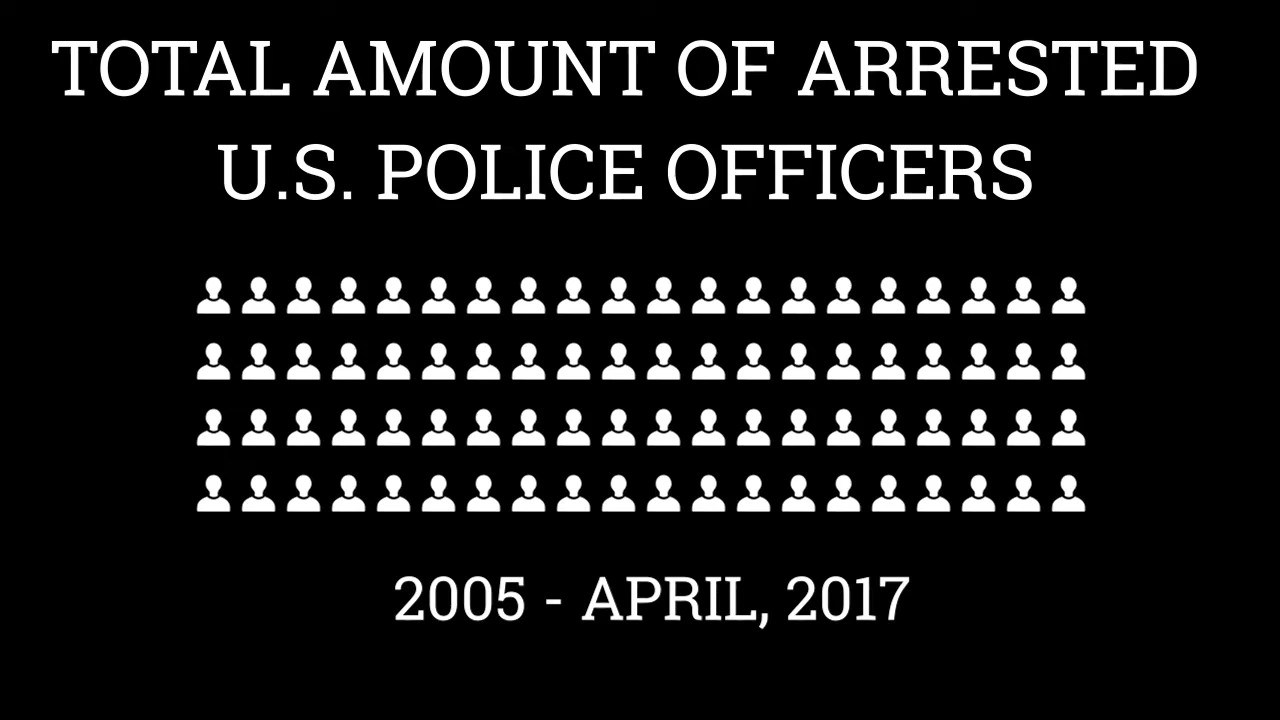 TOTAL AMOUNT OF ARRESTED
U.S. POLICE OFFICERS
2005 - APRIL, 2017